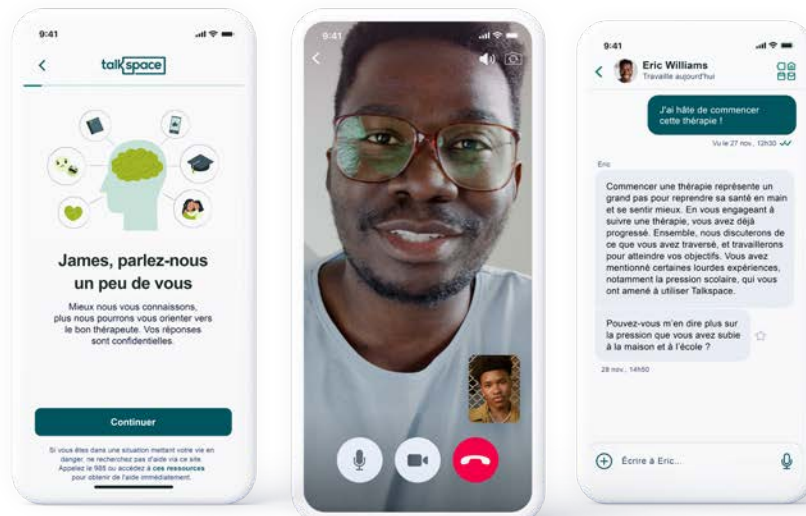 9:41
talkspace
James, parlez-nous
un peu de vous
Mieux nous vous connaissons,
plus nous pourrons vous orienter vers
le bon thérapeute. Vos réponses
sont confidentielles.
Continuer
Si vous êtes dans une situation mettant votre vie en
danger, ne recherchez pas d'aide via ce site.
Appelez le 988 ou accédez à ces ressources
pour obtenir de l'aide immédiatement.
9:41
9:41
Eric Williams
Travaille aujourd'hui
J'ai hâte de commencer
cette thérapie !
Vu le 27 nov., 12h30
Eric
Commencer une thérapie représente un
grand pas pour reprendre sa santé en main
et se sentir mieux. En vous engageant à
suivre une thérapie, vous avez déjà
progressé. Ensemble, nous discuterons de
ce que vous avez traversé, et travaillerons
pour atteindre vos objectifs. Vous avez
mentionné certaines lourdes expériences,
notamment la pression scolaire, qui vous
ont amené à utiliser Talkspace.
Pouvez-vous m'en dire plus sur
la pression que vous avez subie
à la maison et à l'école ?
28 nov., 14h50
Écrire à Eric...